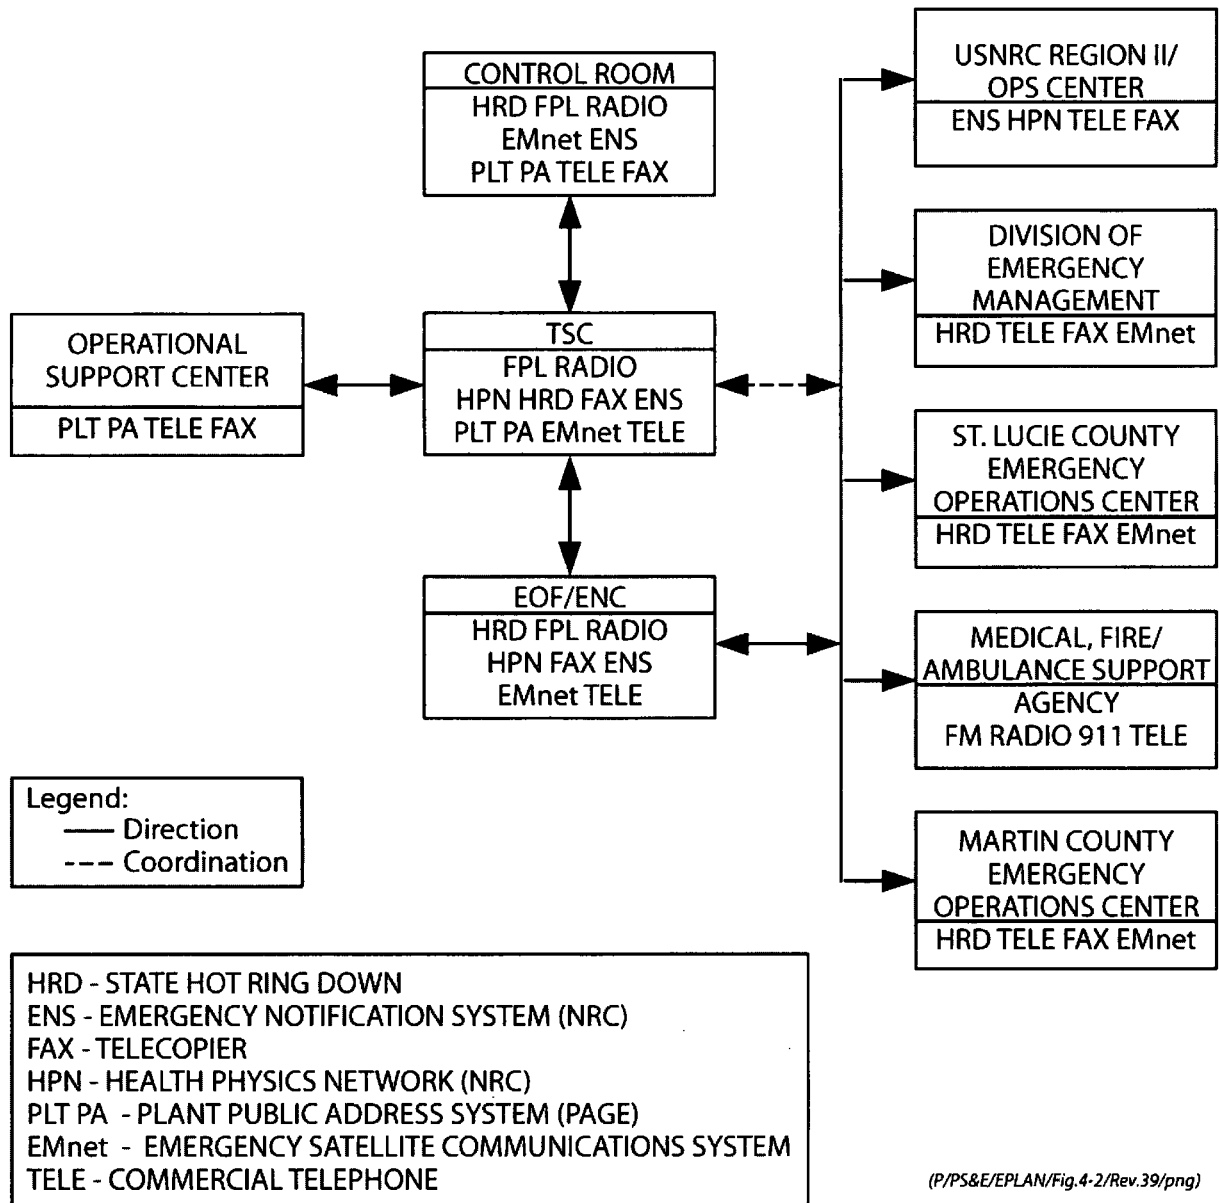 CONTROL ROOM
HRD FPL RADIO
EMnet ENS
PLT PA TELE FAX
USNRC REGION II/
OPS CENTER
ENS HPN TELE FAX
DIVISION OF
EMERGENCY
MANAGEMENT
HRD TELE FAX EMnet
OPERATIONAL
SUPPORT CENTER
PLT PA TELE FAX
TSC
FPL RADIO
HPN HRD FAX ENS
PLT PA EMnet TELE
ST. LUCIE COUNTY
EMERGENCY
OPERATIONS CENTER
HRD TELE FAX EMnet
EOF/ENC
HRD FPL RADIO
HPN FAX ENS
EMnet TELE
MEDICAL, FIRE/
AMBULANCE SUPPORT
AGENCY
FM RADIO 911 TELE
Legend:
Direction
Coordination
MARTIN COUNTY
EMERGENCY
OPERATIONS CENTER
HRD TELE FAX EMnet
HRD - STATE HOT RING DOWN
ENS - EMERGENCY NOTIFICATION SYSTEM (NRC)
FAX - TELECOPIER
HPN - HEALTH PHYSICS NETWORK (NRC)
PLT PA - PLANT PUBLIC ADDRESS SYSTEM (PAGE)
EMnet - EMERGENCY SATELLITE COMMUNICATIONS SYSTEM
TELE - COMMERCIAL TELEPHONE
(P/PS&E/EPLAN/Fig.4-2/Rev.39/png)